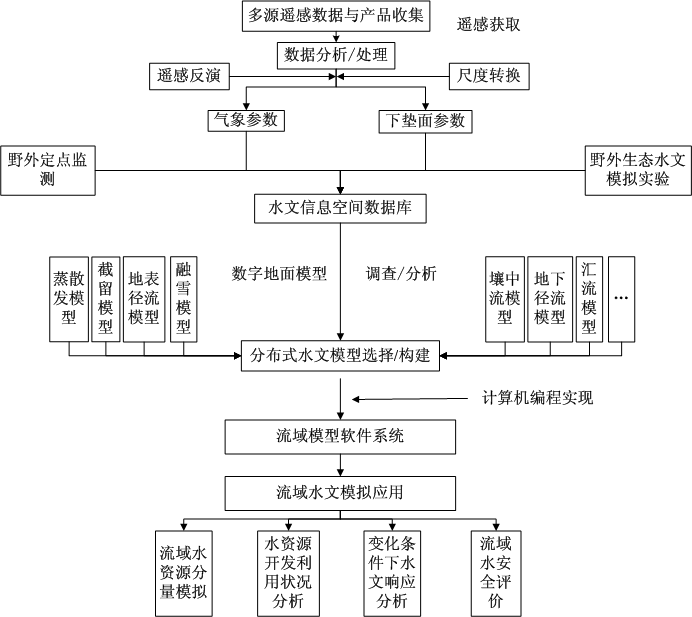 多源遥感数据与产品收集
遥感获取
数据分析/处理
遥感反演
尺度转换
气象参数
下垫面参数
野外定点监
测
野外生态水文
模拟实验
水文信息空间数据库
数字地面模型
调查/分析
蒸散
发模
型
截
留
模
型
地表
径流
模型
融
雪
模
型
壤中
流模
型
地下
径流
模型
汇
流
模
型
...
分布式水文模型选择/构建
计算机编程实现
流域模型软件系统
流域水文模拟应用
流域水
资源分
量模拟
水资源
开发利
用状况
分析
变化条
件下水
文响应
分析
流域
水安
全评
价